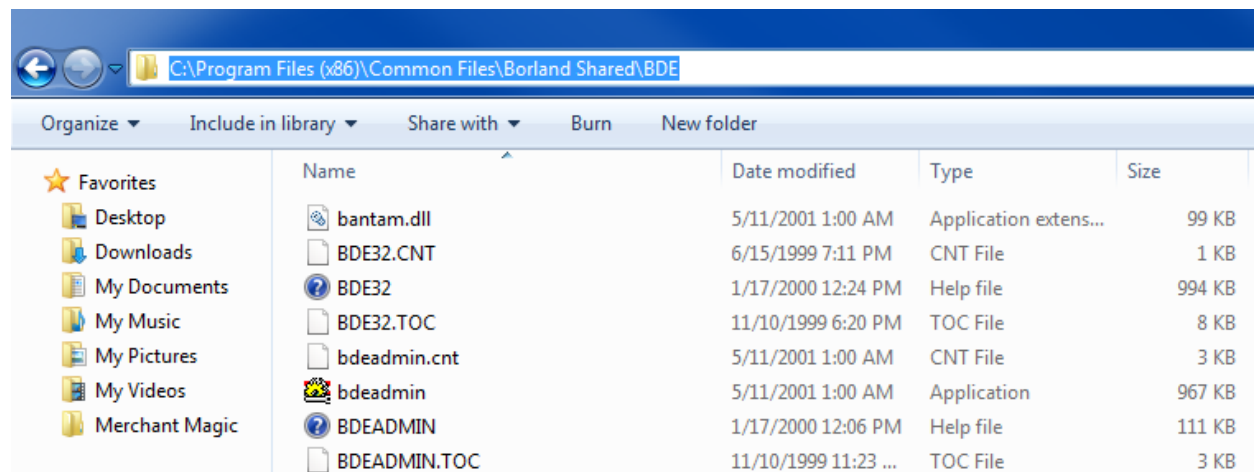 C:\Program Files (x86)\Common Files\Borland Shared\BDE
Organize Include in library Share with Burn New folder
Favorites
Desktop
Downloads
My Documents
My Music
My Pictures
My Videos
Merchant Magic
Name Date modified Type Size
bantam.dll 5/11/2001 1:00 AM Application extens... 99 KB
BDE32.CNT 6/15/1999 7:11 PM CNT File 1 KB
BDE32 1/17/2000 12:24 PM Help file 994 KB
BDE32.TOC 11/10/1999 6:20 PM TOC File 8 KB
bdeadmin.cnt 5/11/2001 1:00 AM CNT File 3 KB
bdeadmin 5/11/2001 1:00 AM Application 967 KB
BDEADMIN 1/17/2000 12:06 PM Help file 111 KB
BDEADMIN.TOC 11/10/1999 11:23 ... TOC File 3 KB